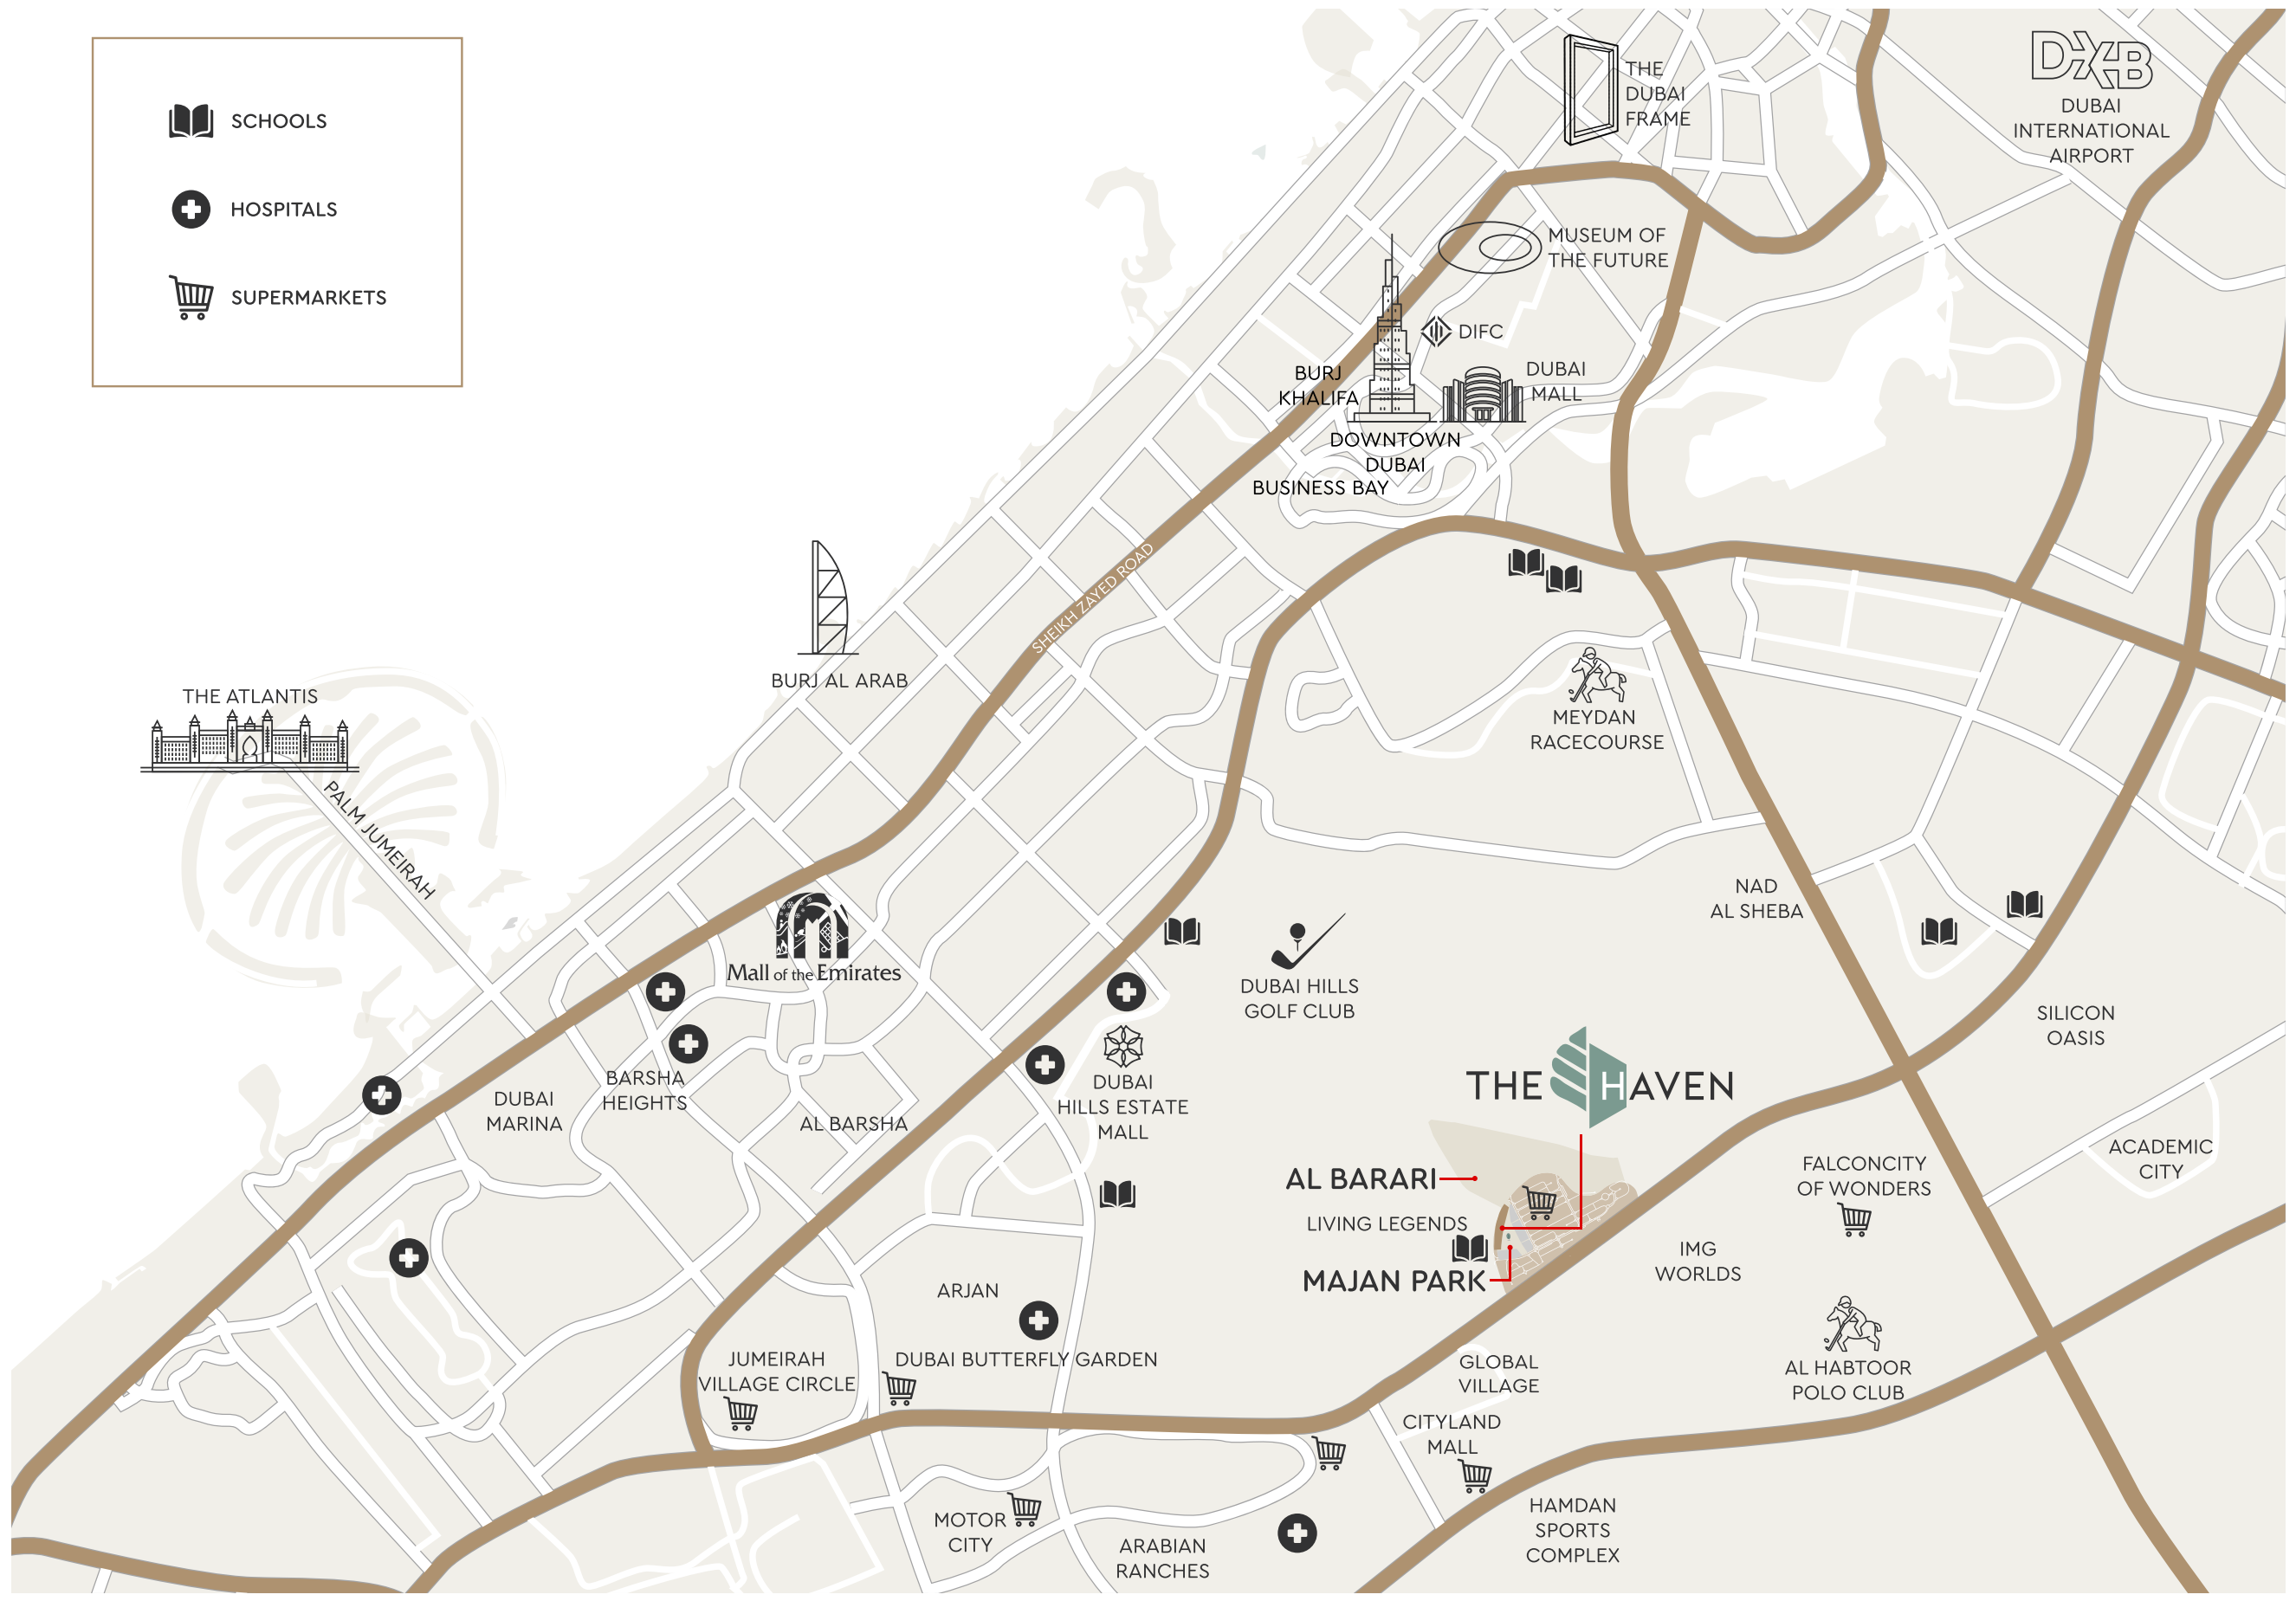 SCHOOLS
HOSPITALS
SUPERMARKETS
THE
DUBAI
FRAME
DXB
DUBAI
INTERNATIONAL
AIRPORT
MUSEUM OF
THE FUTURE
DIFC
BURJ
KHALIFA
DUBAI
MALL
DOWNTOWN
DUBAI
BUSINESS BAY
SHEIKH ZAYED ROAD
BURJ AL ARAB
THE ATLANTIS
PALM JUMEIRAH
MEYDAN
RACECOURSE
NAD
AL SHEBA
Mall of the Emirates
DUBAI HILLS
GOLF CLUB
SILICON
OASIS
DUBAI
MARINA
BARSHA
HEIGHTS
AL BARSHA
DUBAI
HILLS ESTATE
MALL
THE HAVEN
AL BARARI
LIVING LEGENDS
MAJAN PARK
FALCONCITY
OF WONDERS
ACADEMIC
CITY
IMG
WORLDS
ARJAN
DUBAI BUTTERFLY GARDEN
JUMEIRAH
VILLAGE CIRCLE
GLOBAL
VILLAGE
AL HABTOOR
POLO CLUB
CITYLAND
MALL
MOTOR
CITY
ARABIAN
RANCHES
HAMDAN
SPORTS
COMPLEX